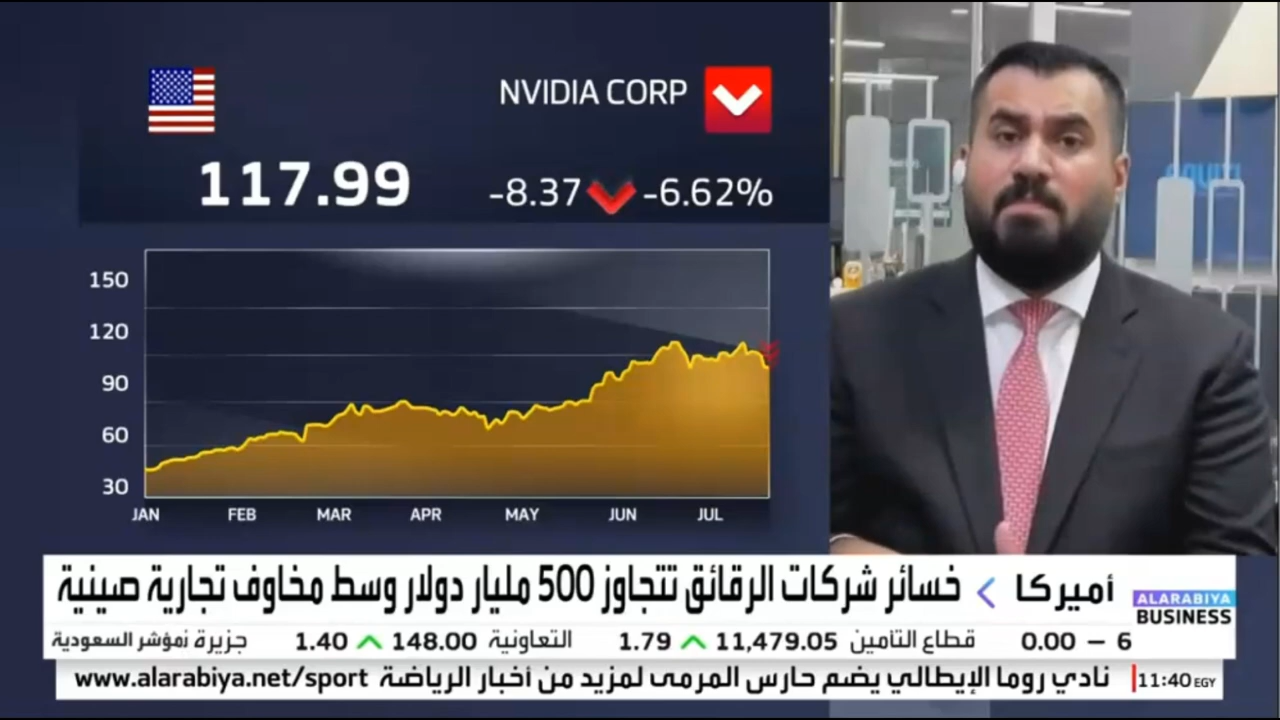 NVIDIA CORP
117.99
-8.37 -6.62%
150
120
90
60
30
JAN FEB MAR APR MAY JUN JUL
equiti
أميركا > خسائر شركات الرقائق تتجاوز 500 مليار دولار وسط مخاوف تجارية صينية
ALARABIYA
BUSINESS
6 – 0.00 قطاع التأمين 11,479.05 1.79 التعاونية 148.00 1.40 جزيرة مؤشر السعودية
نادي روما الإيطالي يضم حارس المرمى لمزيد من أخبار الرياضة www.alarabiya.net/sport
11:40 EGY